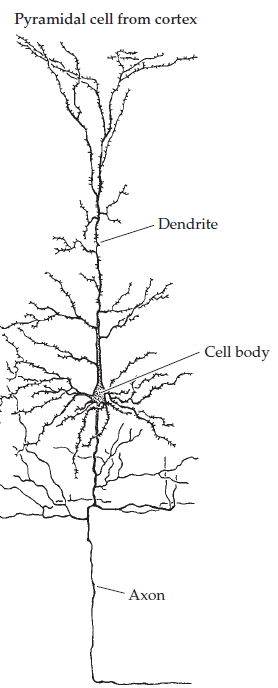 Pyramidal cell from cortex
Dendrite
Cell body
Axon